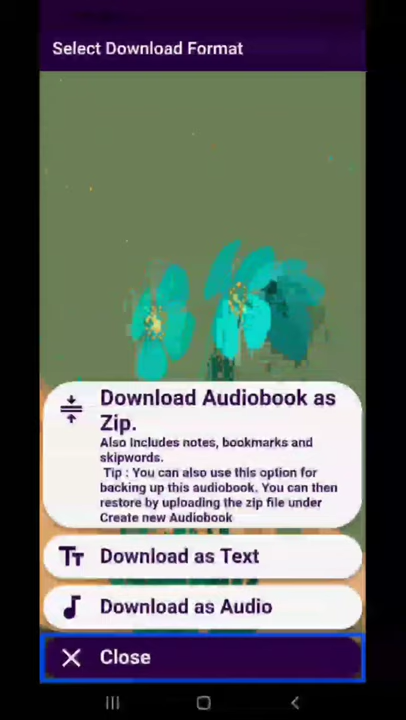 Select Download Format
Download Audiobook as
Zip.
Also includes notes, bookmarks and
skipwords.
Tip : You can also use this option for
backing up this audiobook. You can then
restore by uploading the zip file under
Create new Audiobook
Download as Text
Download as Audio
Close